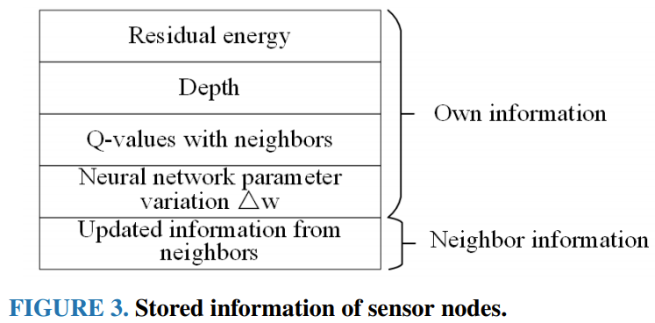 Residual energy
Depth
Q-values with neighbors
Neural network parameter
variation △w
Updated information from
neighbors
Own information
Neighbor information
FIGURE 3. Stored information of sensor nodes.